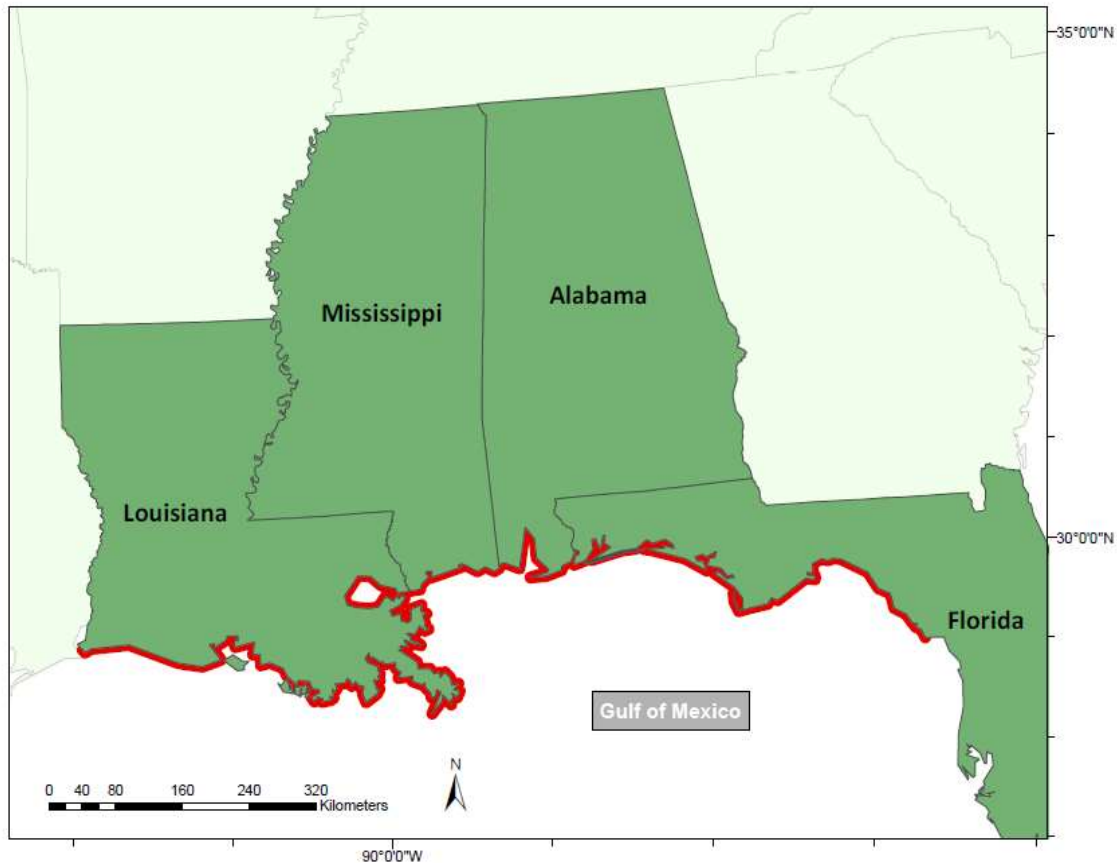 35°0'0"N
Alabama
Mississippi
Louisiana
30°0'0"N
Florida
Gulf of Mexico
N
0 40 80 160 240 320
Kilometers
90°0'0"W